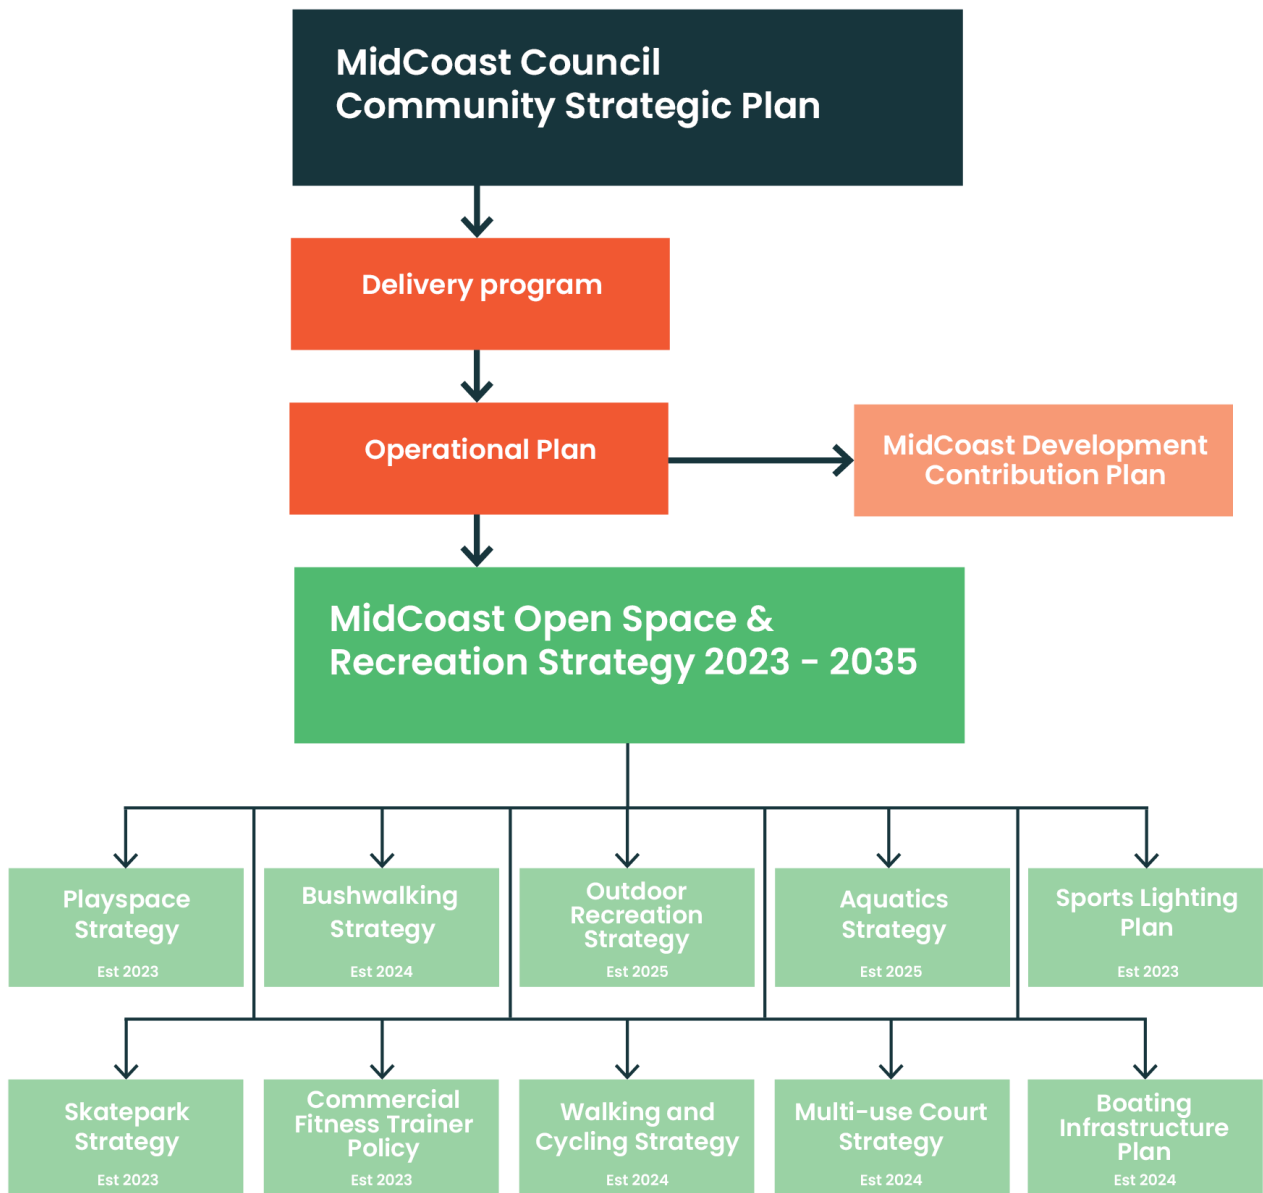 MidCoast Council
Community Strategic Plan
Delivery program
Operational Plan
MidCoast Development
Contribution Plan
MidCoast Open Space &
Recreation Strategy 2023 - 2035
Playspace
Strategy
Est 2023
Bushwalking
Strategy
Est 2024
Outdoor
Recreation
Strategy
Est 2025
Aquatics
Strategy
Est 2025
Sports Lighting
Plan
Est 2023
Skatepark
Strategy
Est 2023
Commercial
Fitness Trainer
Policy
Est 2023
Walking and
Cycling Strategy
Est 2024
Multi-use Court
Strategy
Est 2024
Boating
Infrastructure
Plan
Est 2024